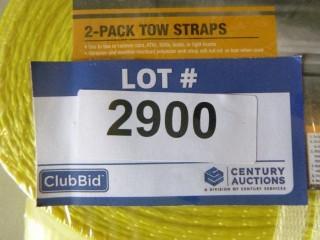 2-PACK TOW STRAPS
LOT #
2900
ClubBid
CENTURY
AUCTIONS
A DIVISION OF CENTURY SERVICES